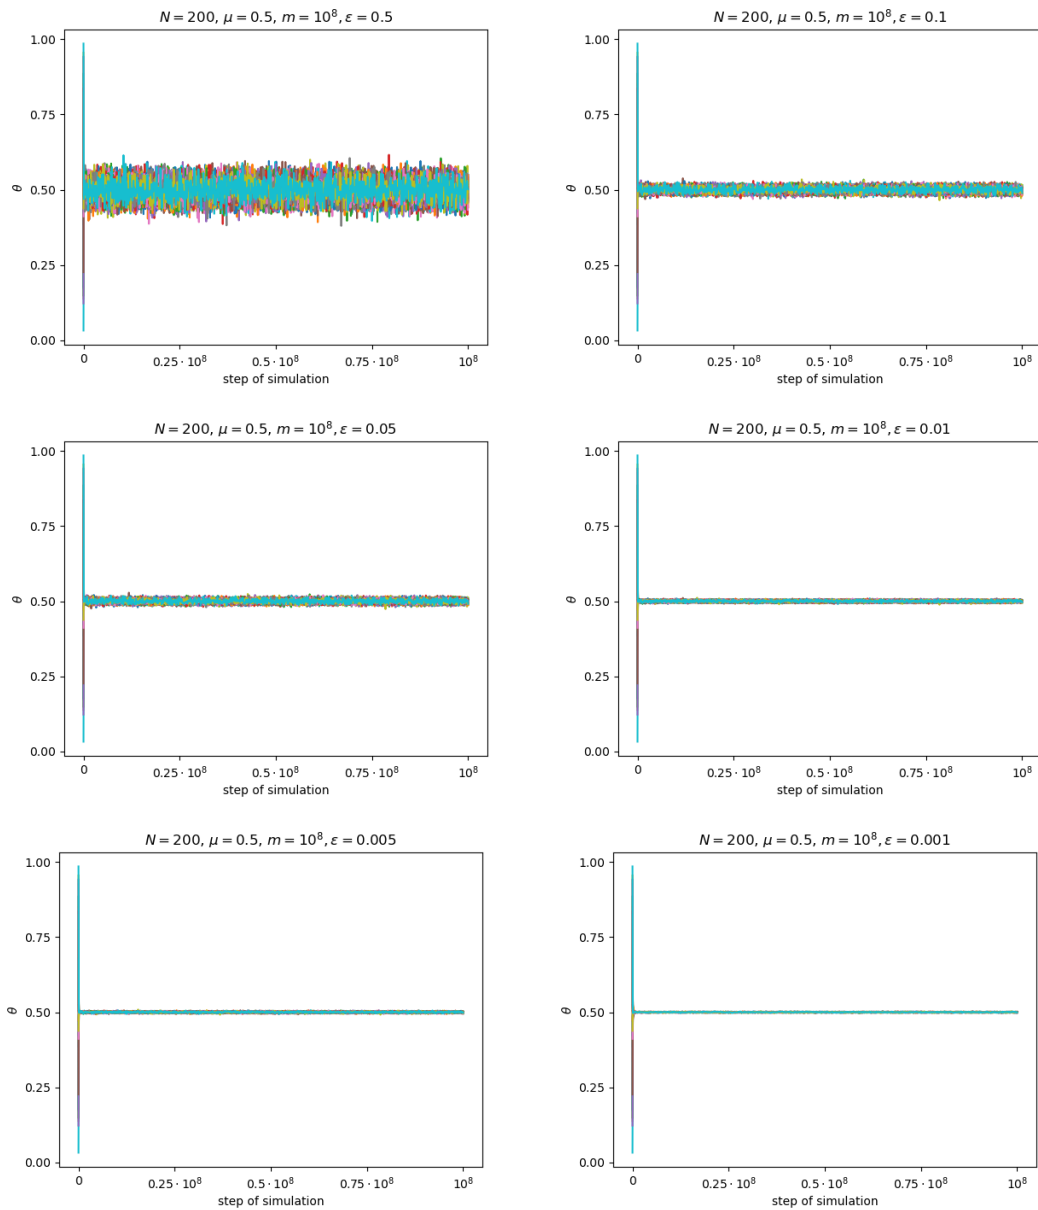 N = 200, μ = 0.5, m = 10⁸, ε = 0.5
1.00
0.75
0.50
0.25
0.00
θ
0 0.25 · 10⁸ 0.5 · 10⁸ 0.75 · 10⁸ 10⁸
step of simulation
N = 200, μ = 0.5, m = 10⁸, ε = 0.1
1.00
0.75
0.50
0.25
0.00
θ
0 0.25 · 10⁸ 0.5 · 10⁸ 0.75 · 10⁸ 10⁸
step of simulation
N = 200, μ = 0.5, m = 10⁸, ε = 0.05
1.00
0.75
0.50
0.25
0.00
θ
0 0.25 · 10⁸ 0.5 · 10⁸ 0.75 · 10⁸ 10⁸
step of simulation
N = 200, μ = 0.5, m = 10⁸, ε = 0.01
1.00
0.75
0.50
0.25
0.00
θ
0 0.25 · 10⁸ 0.5 · 10⁸ 0.75 · 10⁸ 10⁸
step of simulation
N = 200, μ = 0.5, m = 10⁸, ε = 0.005
1.00
0.75
0.50
0.25
0.00
θ
0 0.25 · 10⁸ 0.5 · 10⁸ 0.75 · 10⁸ 10⁸
step of simulation
N = 200, μ = 0.5, m = 10⁸, ε = 0.001
1.00
0.75
0.50
0.25
0.00
θ
0 0.25 · 10⁸ 0.5 · 10⁸ 0.75 · 10⁸ 10⁸
step of simulation